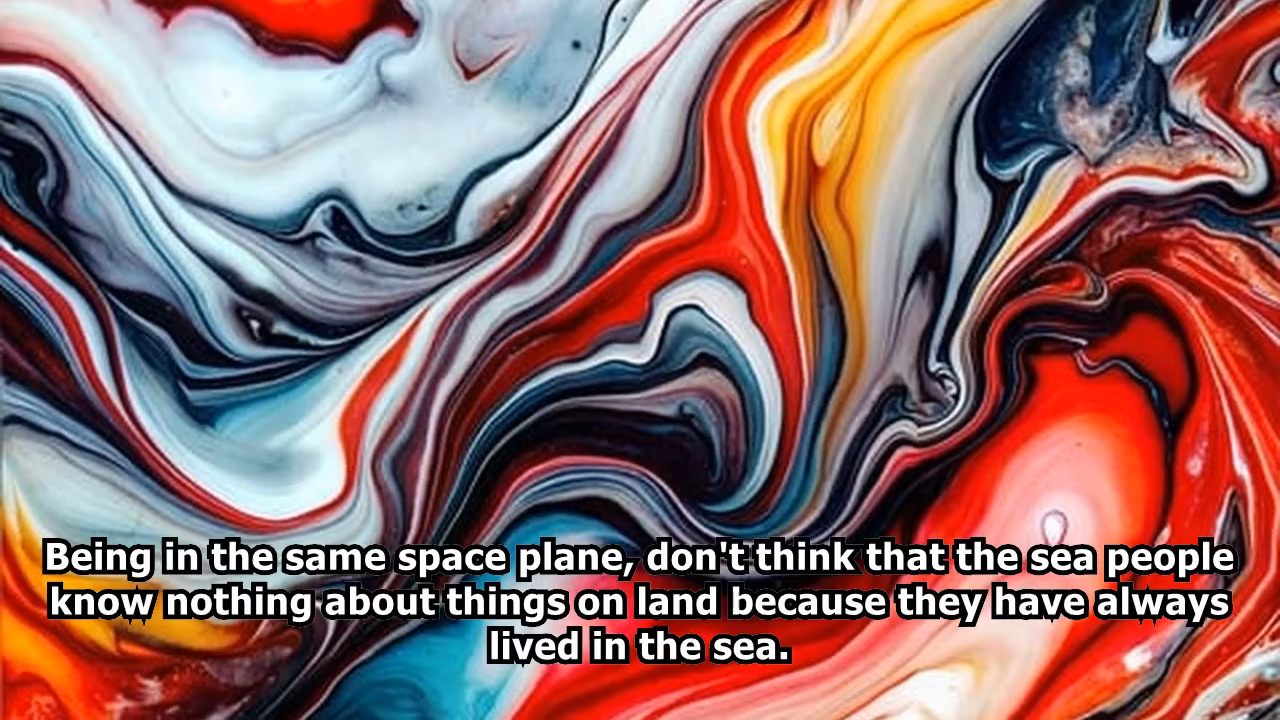 Being in the same space plane, don't think that the sea people
know nothing about things on land because they have always
lived in the sea.